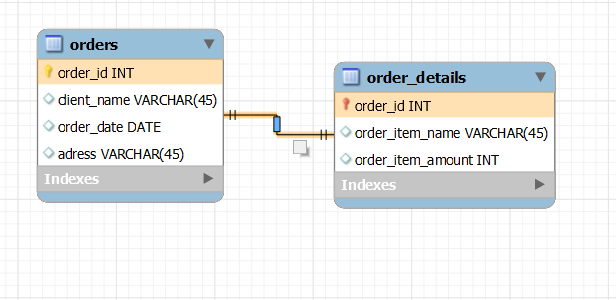 orders
order_id INT
client_name VARCHAR(45)
order_date DATE
adress VARCHAR(45)
Indexes
order_details
order_id INT
order_item_name VARCHAR(45)
order_item_amount INT
Indexes